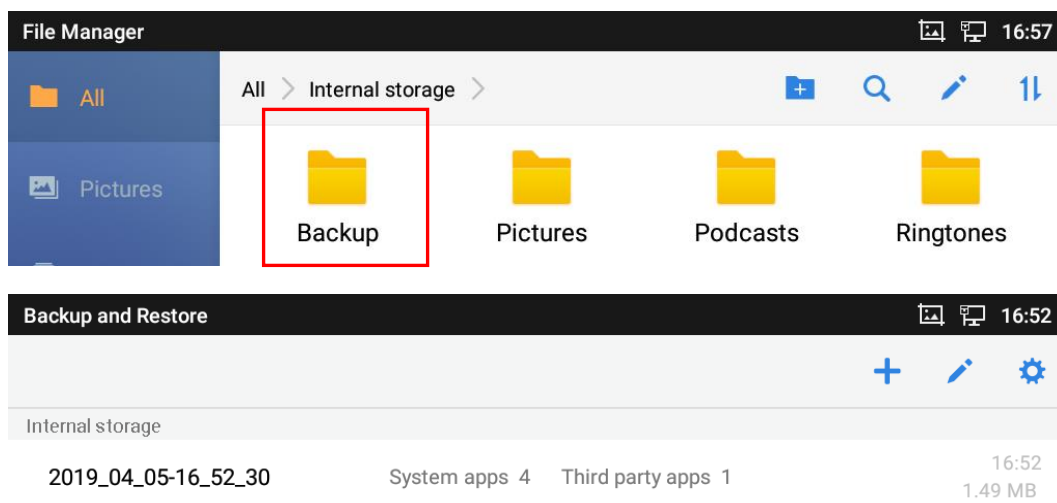 File Manager 16:57
All All Internal storage
Pictures
Backup Pictures Podcasts Ringtones
Backup and Restore 16:52
Internal storage
2019_04_05-16_52_30 System apps 4 Third party apps 1 16:52
1.49 MB